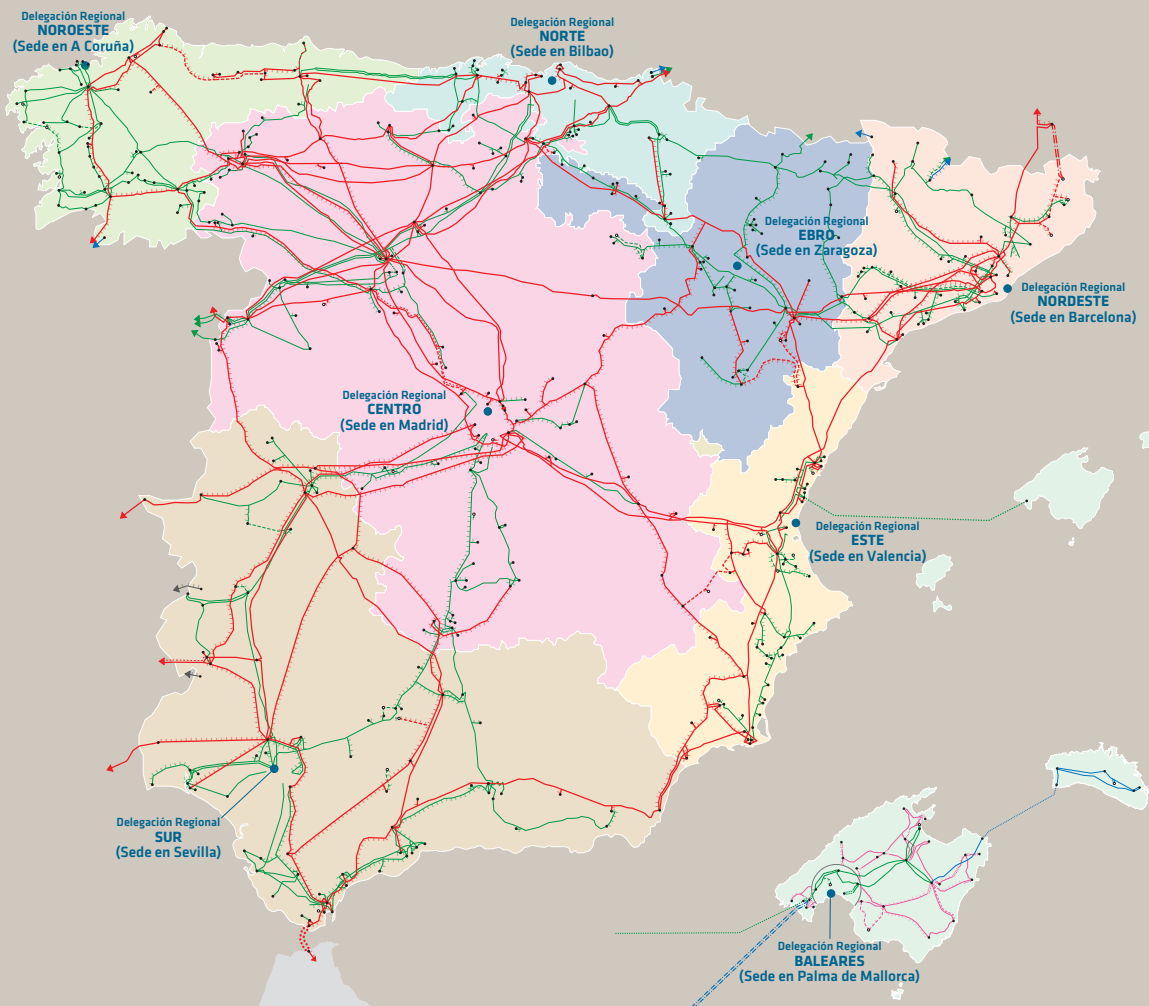 Delegación Regional
NOROESTE
(Sede en A Coruña)
Delegación Regional
NORTE
(Sede en Bilbao)
Delegación Regional
EBRO
(Sede en Zaragoza)
Delegación Regional
NORDESTE
(Sede en Barcelona)
Delegación Regional
CENTRO
(Sede en Madrid)
Delegación Regional
ESTE
(Sede en Valencia)
Delegación Regional
SUR
(Sede en Sevilla)
Delegación Regional
BALEARES
(Sede en Palma de Mallorca)